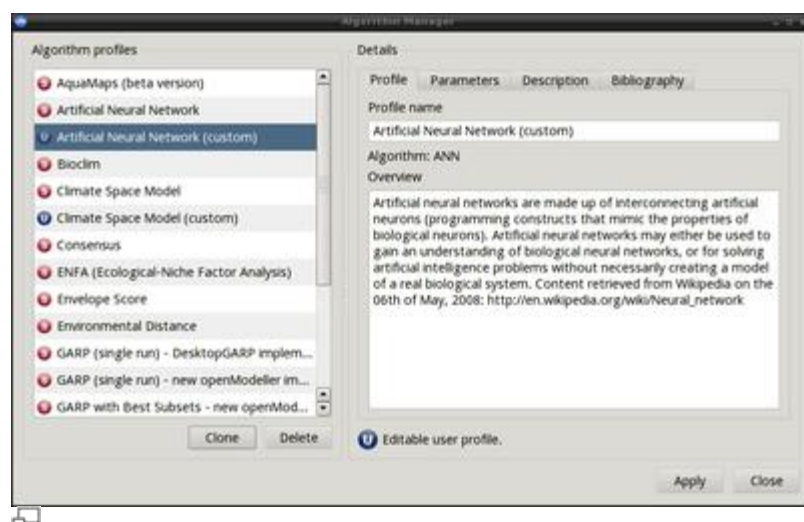 Algorithm Manager
Algorithm profiles
AquaMaps (beta version)
Artificial Neural Network
Artificial Neural Network (custom)
Bioclim
Climate Space Model
Climate Space Model (custom)
Consensus
ENFA (Ecological-Niche Factor Analysis)
Envelope Score
Environmental Distance
GARP (single run) - DesktopGARP implem...
GARP (single run) - new openModeller im...
GARP with Best Subsets - new openMod...
Clone Delete
Details
Profile Parameters Description Bibliography
Profile name
Artificial Neural Network (custom)
Algorithm: ANN
Overview
Artificial neural networks are made up of interconnecting artificial
neurons (programming constructs that mimic the properties of
biological neurons). Artificial neural networks may either be used to
gain an understanding of biological neural networks, or for solving
artificial intelligence problems without necessarily creating a model
of a real biological system. Content retrieved from Wikipedia on the
06th of May, 2008: http://en.wikipedia.org/wiki/Neural_network
U Editable user profile.
Apply Close